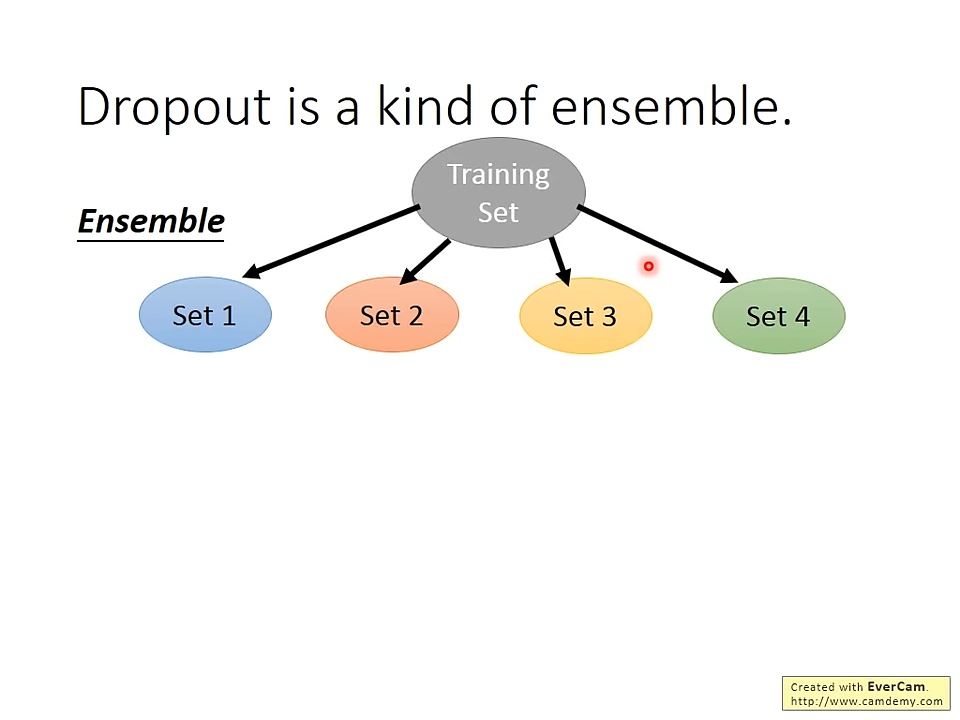 Dropout is a kind of ensemble.
Training
Set
Ensemble
Set 1
Set 2
Set 3
Set 4
Created with EverCam.
http://www.camdemy.com